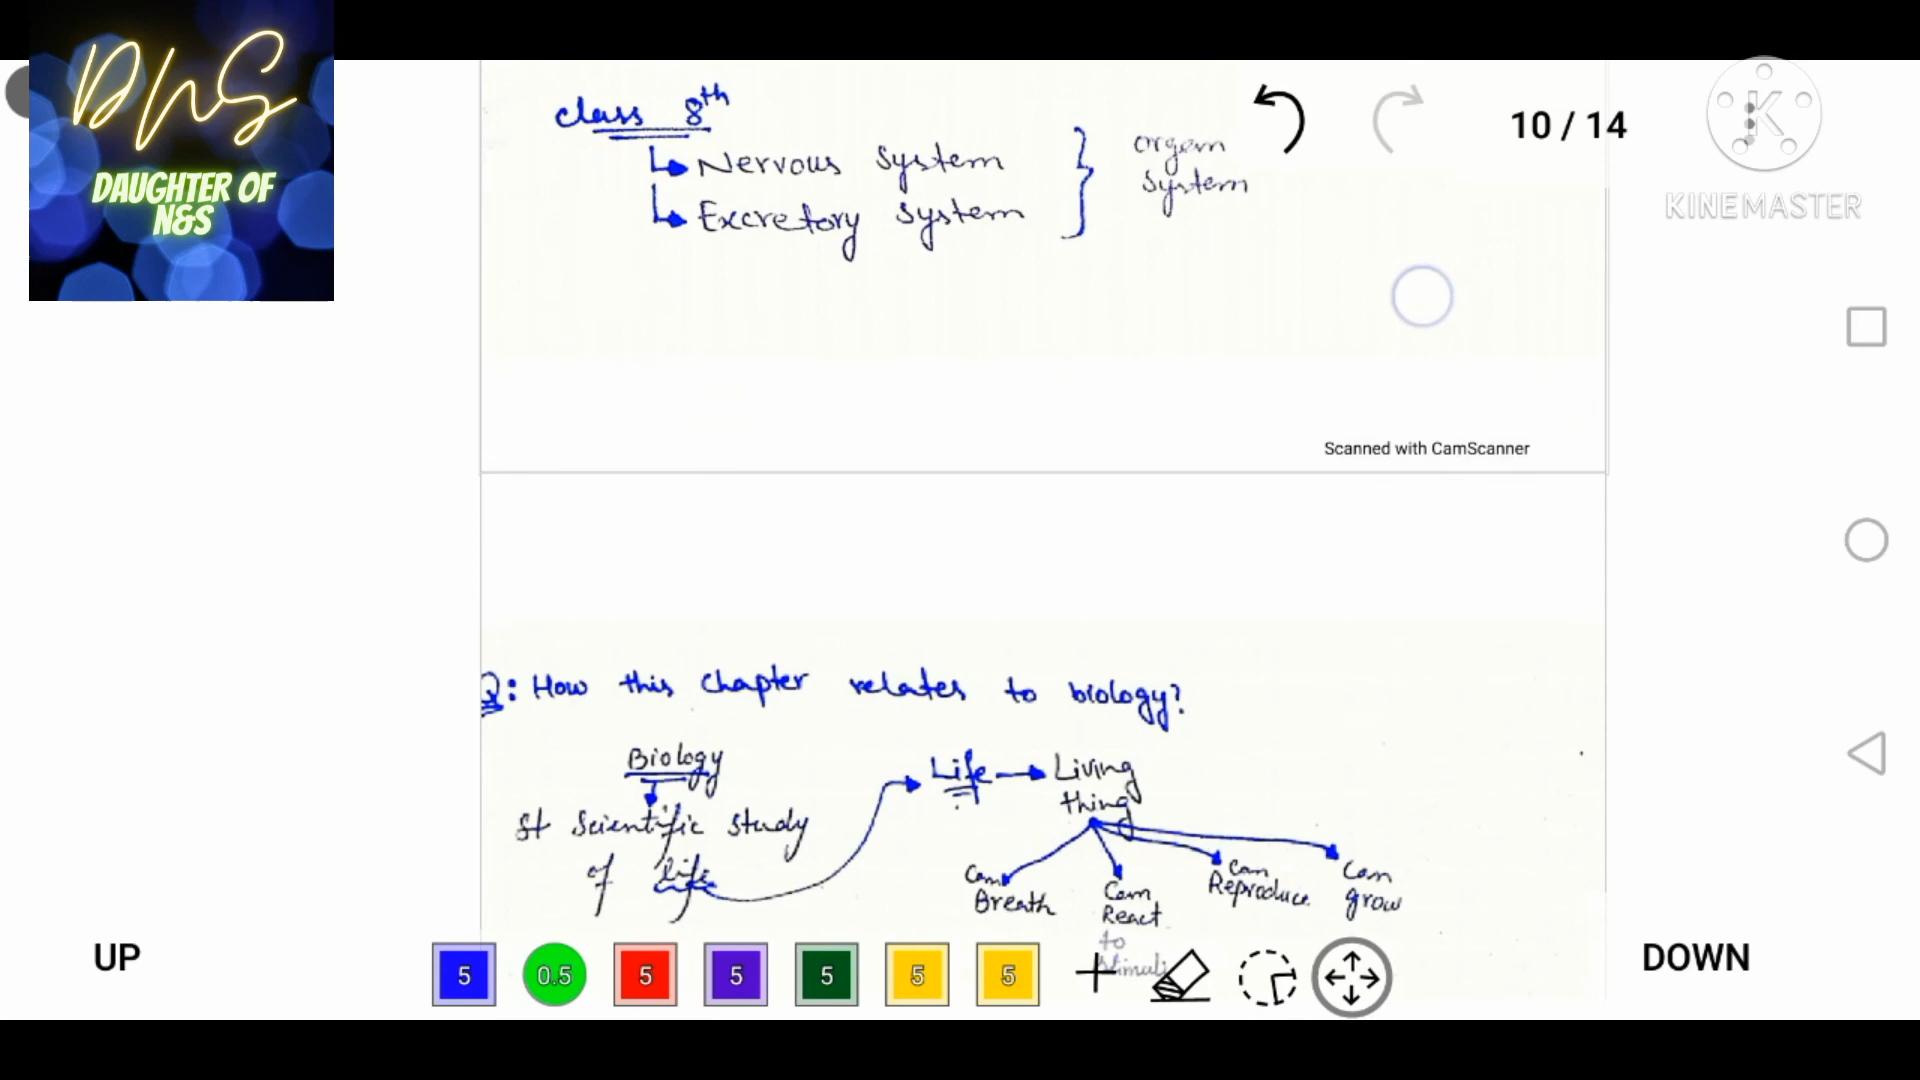 DNS
DAUGHTER OF
N&S
class 8th
Nervous System
Excretory System
Organ
System
10 / 14
K
KINEMASTER
Scanned with CamScanner
Q: How this chapter relates to biology?
Biology
It Scientific Study
of life
Life
Living
thing
Can
Breath
Can
React
to
Stimuli
Can
Reproduce
Can
grow
UP
5
0.5
5
5
5
5
5
DOWN